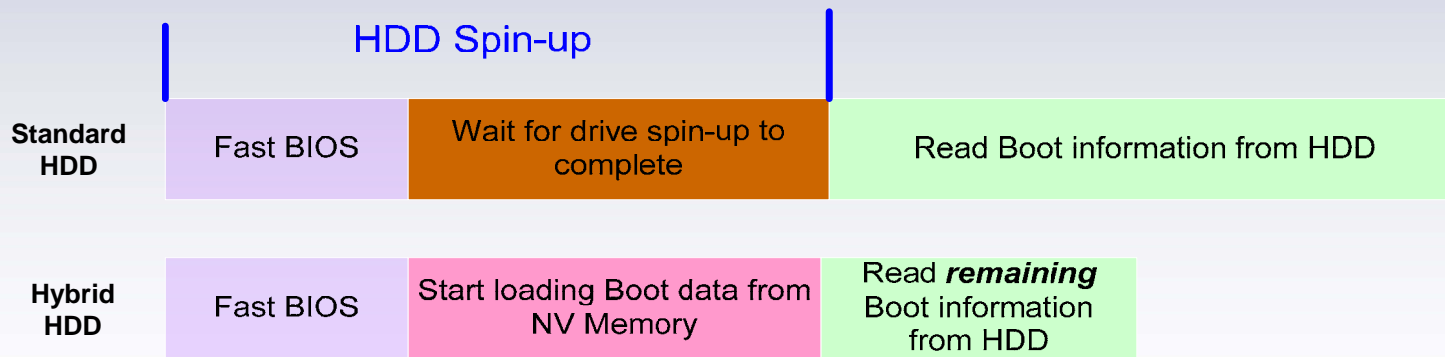 HDD Spin-up
Standard
HDD
Fast BIOS
Wait for drive spin-up to
complete
Read Boot information from HDD
Hybrid
HDD
Fast BIOS
Start loading Boot data from
NV Memory
Read remaining
Boot information
from HDD